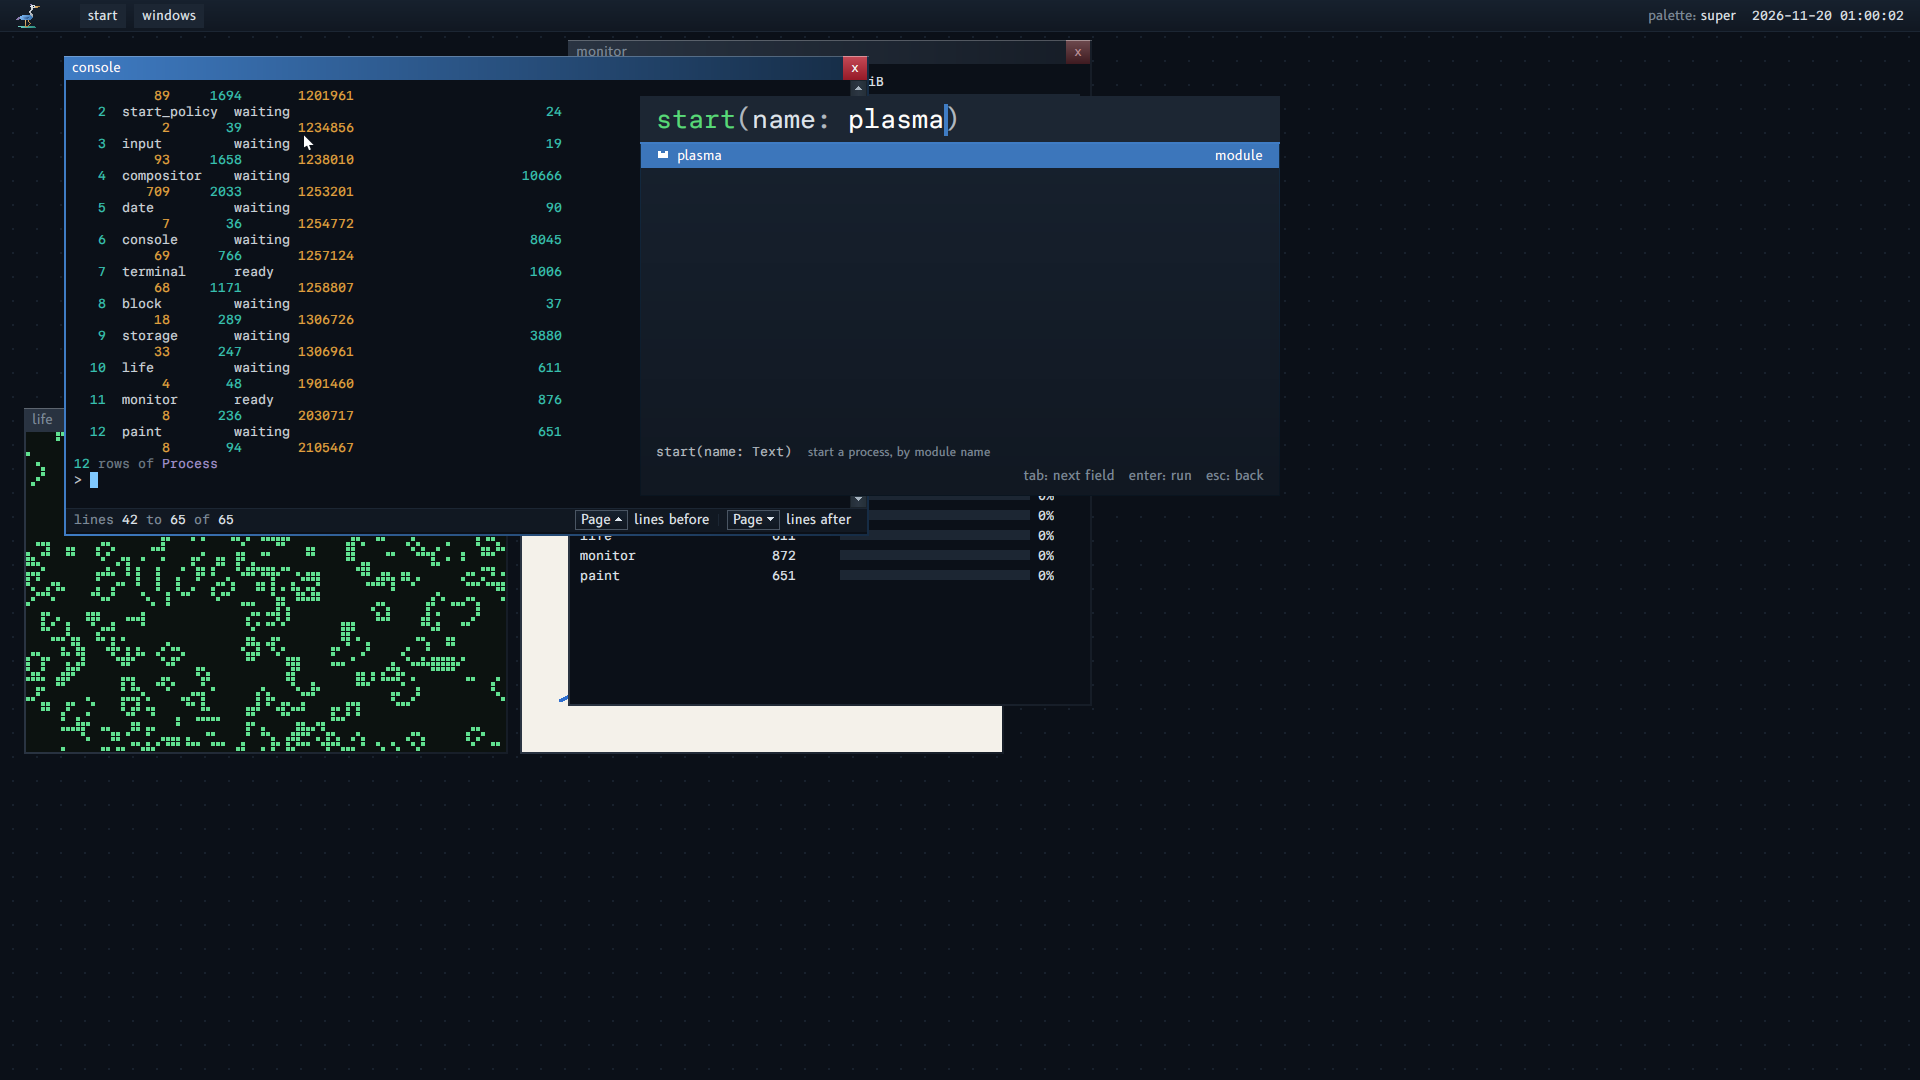 start windows palette: super 2026-11-20 01:00:02
monitor x
console x
iB
89 1694 1201961
2 start_policy waiting 24
2 39 1234856
3 input waiting 19
93 1658 1238010
4 compositor waiting 10666
709 2033 1253201
5 date waiting 90
7 36 1254772
6 console waiting 8045
69 766 1257124
7 terminal ready 1006
68 1171 1258807
8 block waiting 37
18 289 1306726
9 storage waiting 3880
33 247 1306961
10 life waiting 611
4 48 1901460
11 monitor ready 876
8 236 2030717
12 paint waiting 651
8 94 2105467
12 rows of Process
>
lines 42 to 65 of 65 Page lines before Page lines after
start(name: plasma)
plasma module
start(name: Text) start a process, by module name
tab: next field enter: run esc: back
life
0%
0%
life 611 0%
monitor 872 0%
paint 651 0%